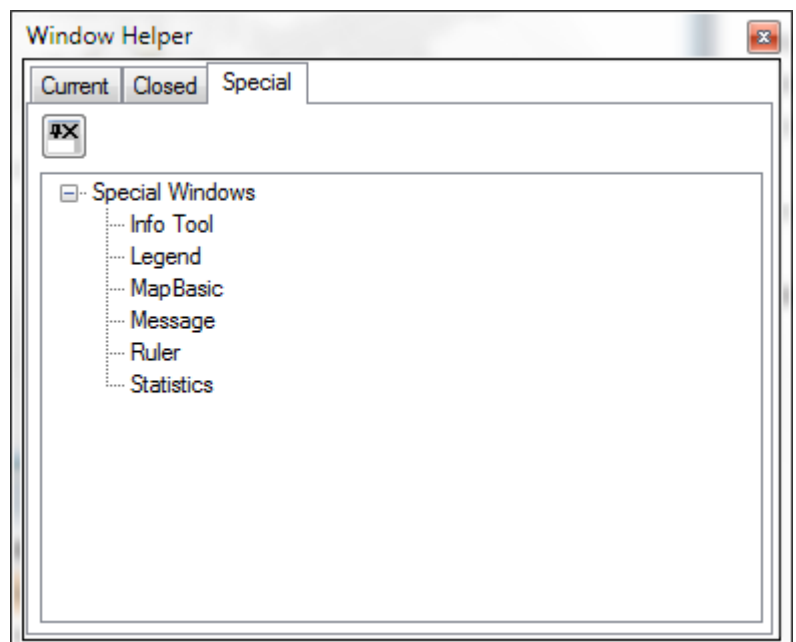 Window Helper
Current Closed Special
Special Windows
Info Tool
Legend
MapBasic
Message
Ruler
Statistics